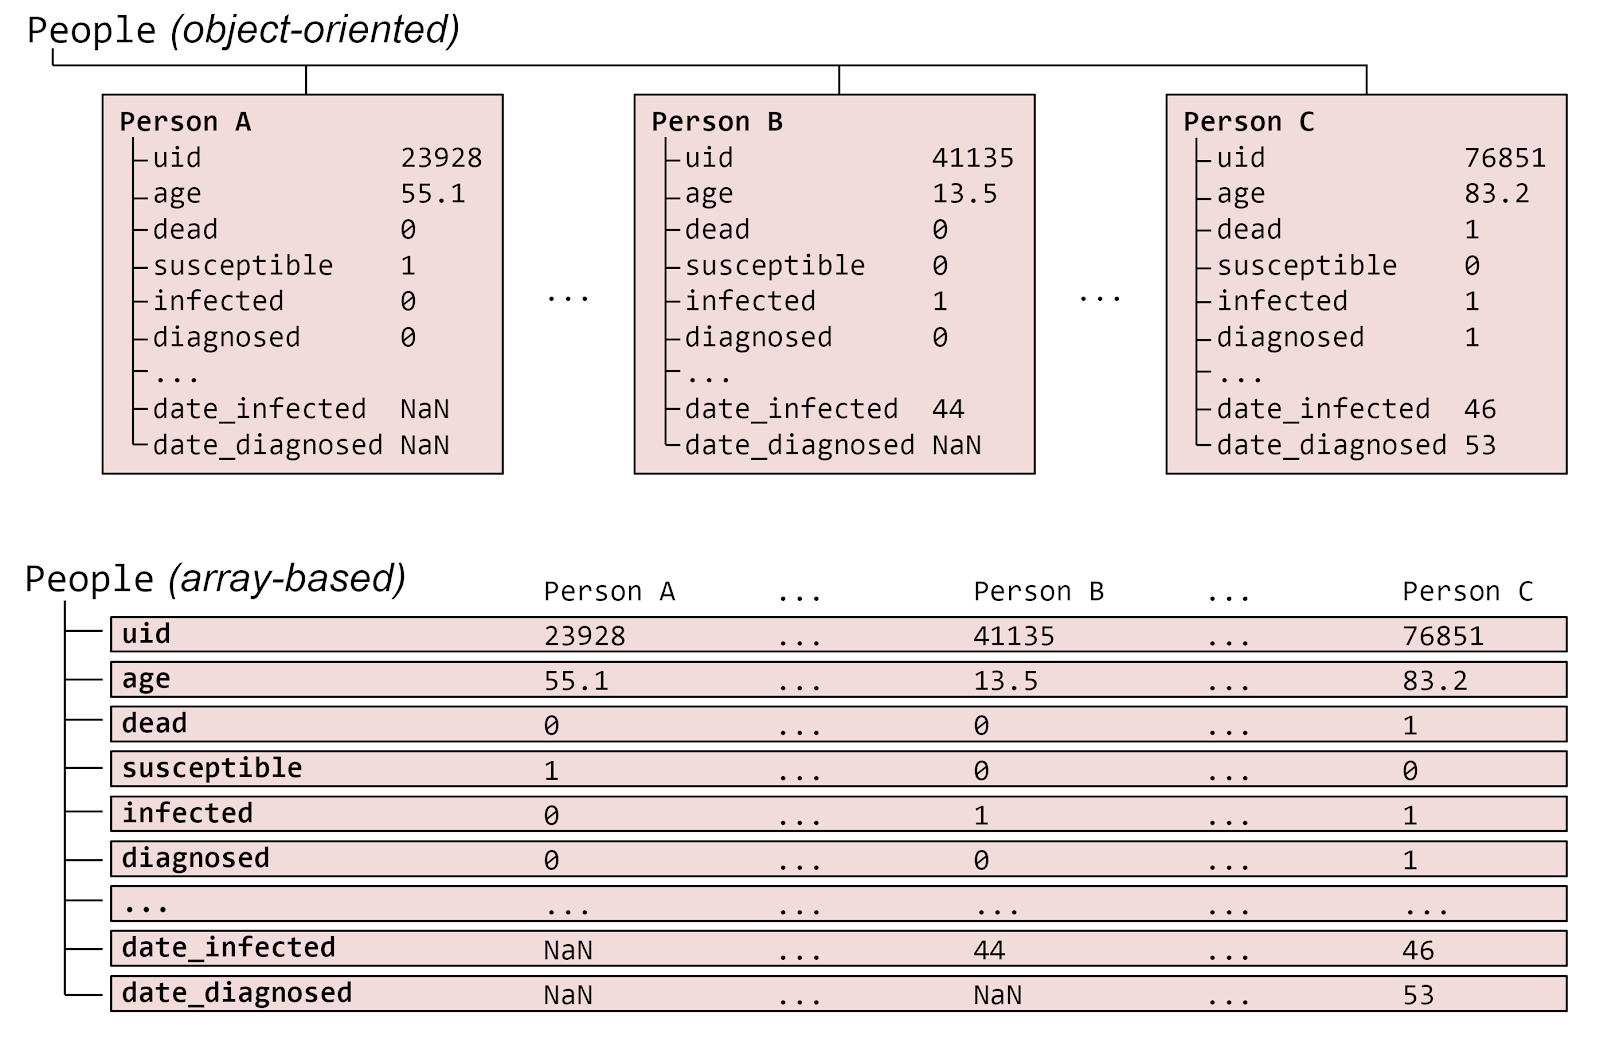 People (object-oriented)
Person A
uid 23928
age 55.1
dead 0
susceptible 1
infected 0
diagnosed 0
...
date_infected NaN
date_diagnosed NaN
...
Person B
uid 41135
age 13.5
dead 0
susceptible 0
infected 1
diagnosed 0
...
date_infected 44
date_diagnosed NaN
...
Person C
uid 76851
age 83.2
dead 1
susceptible 0
infected 1
diagnosed 1
...
date_infected 46
date_diagnosed 53
People (array-based)
Person A ... Person B ... Person C
uid 23928 ... 41135 ... 76851
age 55.1 ... 13.5 ... 83.2
dead 0 ... 0 ... 1
susceptible 1 ... 0 ... 0
infected 0 ... 1 ... 1
diagnosed 0 ... 0 ... 1
... ... ... ... ... ...
date_infected NaN ... 44 ... 46
date_diagnosed NaN ... NaN ... 53